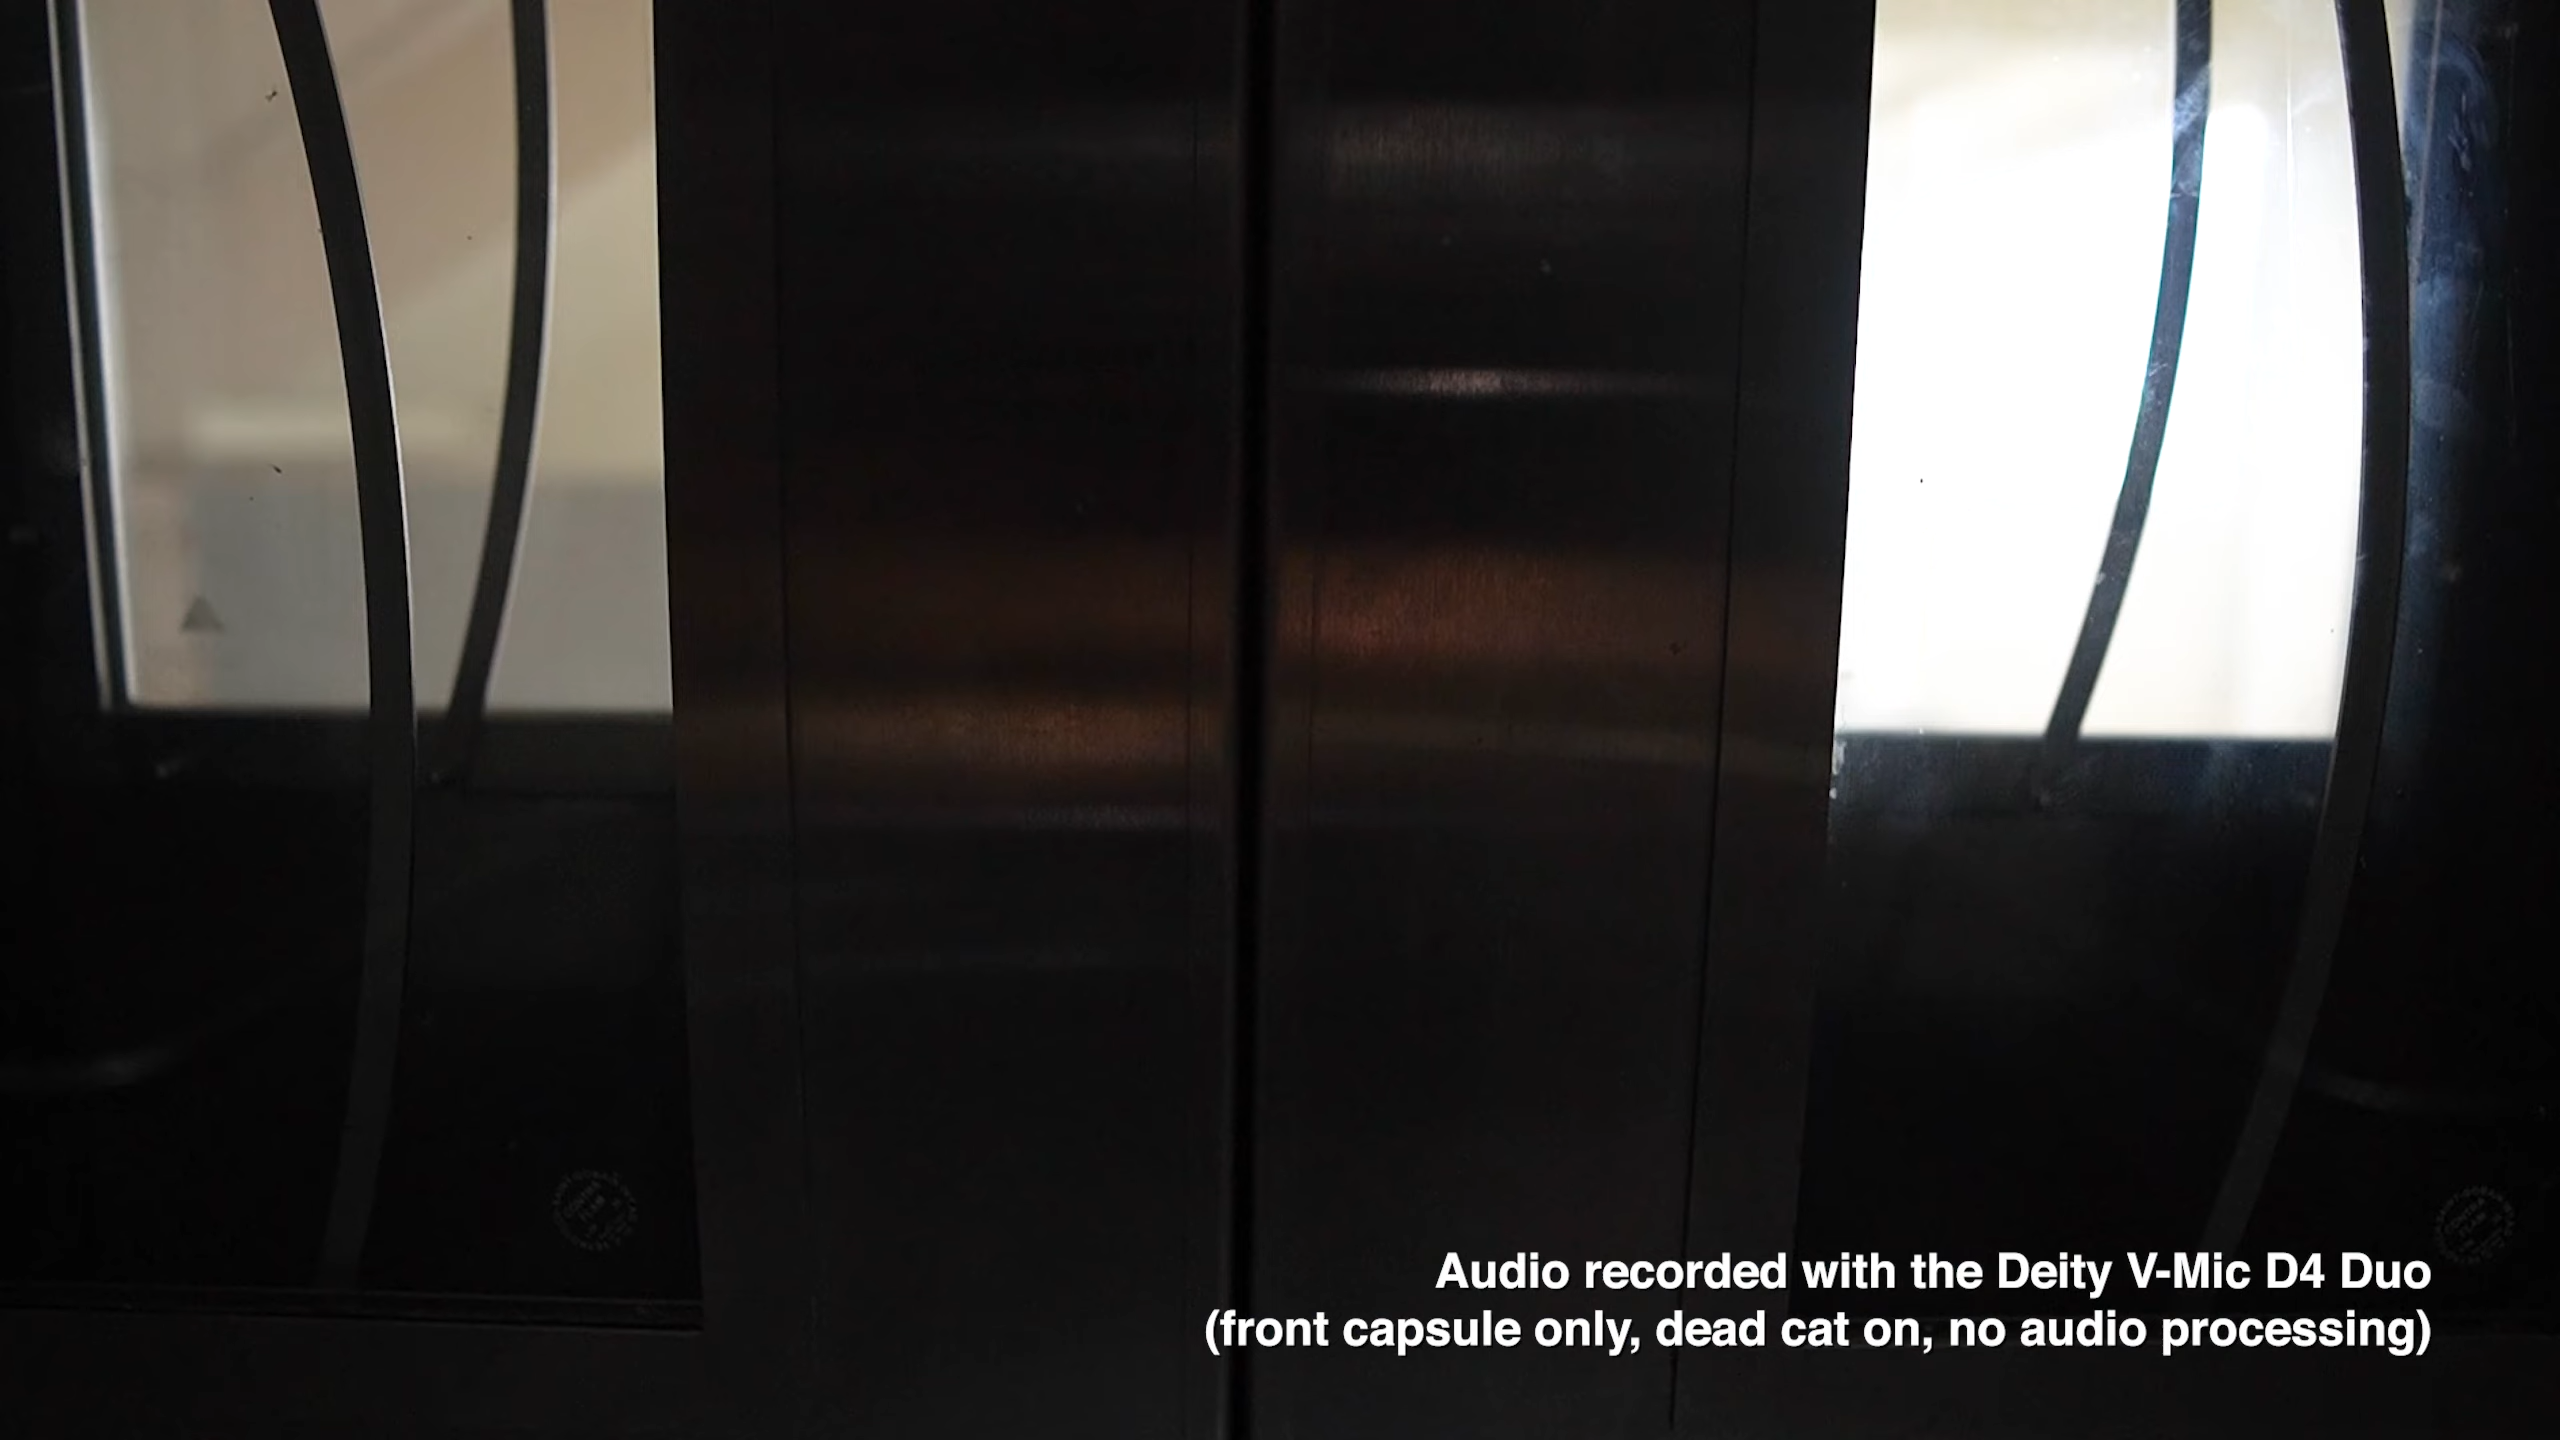 Audio recorded with the Deity V-Mic D4 Duo
(front capsule only, dead cat on, no audio processing)